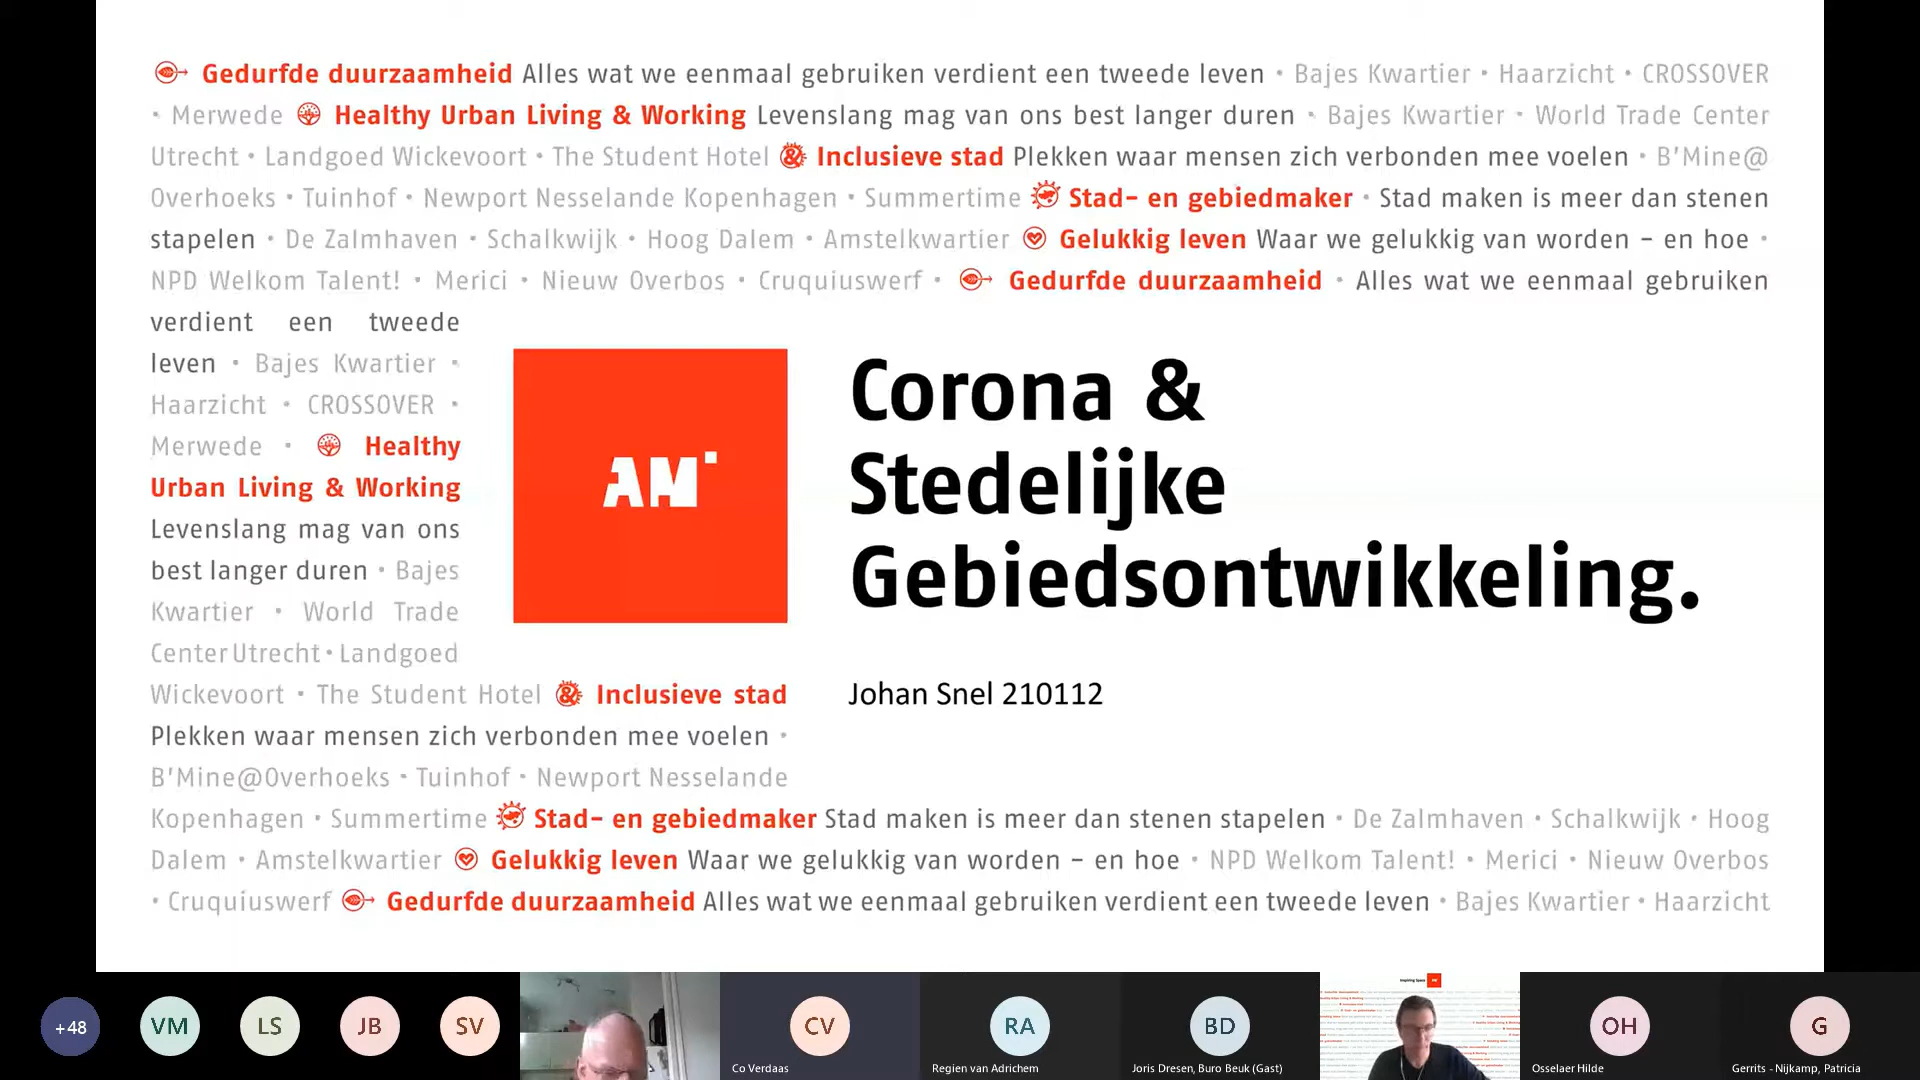 Gedurfde duurzaamheid Alles wat we eenmaal gebruiken verdient een tweede leven • Bajes Kwartier • Haarzicht • CROSSOVER
• Merwede Healthy Urban Living & Working Levenslang mag van ons best langer duren • Bajes Kwartier • World Trade Center
Utrecht • Landgoed Wickevoort • The Student Hotel & Inclusieve stad Plekken waar mensen zich verbonden mee voelen • B'Mine@
Overhoeks • Tuinhof • Newport Nesselande Kopenhagen • Summertime Stad- en gebiedmaker • Stad maken is meer dan stenen
stapelen • De Zalmhaven • Schalkwijk • Hoog Dalem • Amstelkwartier Gelukkig leven Waar we gelukkig van worden – en hoe •
NPD Welkom Talent! • Merici • Nieuw Overbos • Cruquiuswerf • Gedurfde duurzaamheid • Alles wat we eenmaal gebruiken
verdient een tweede
leven • Bajes Kwartier •
Haarzicht • CROSSOVER •
Merwede • Healthy
Urban Living & Working
Levenslang mag van ons
best langer duren • Bajes
Kwartier • World Trade
Center Utrecht • Landgoed
Wickevoort • The Student Hotel & Inclusieve stad
Plekken waar mensen zich verbonden mee voelen •
B'Mine@Overhoeks • Tuinhof • Newport Nesselande
Kopenhagen • Summertime Stad- en gebiedmaker Stad maken is meer dan stenen stapelen • De Zalmhaven • Schalkwijk • Hoog
Dalem • Amstelkwartier Gelukkig leven Waar we gelukkig van worden – en hoe • NPD Welkom Talent! • Merici • Nieuw Overbos
• Cruquiuswerf Gedurfde duurzaamheid Alles wat we eenmaal gebruiken verdient een tweede leven • Bajes Kwartier • Haarzicht
AM
Corona &
Stedelijke
Gebiedsontwikkeling.
Johan Snel 210112
+48
VM
LS
JB
SV
CV
Co Verdaas
RA
Regien van Adrichem
BD
Joris Dresen, Buro Beuk (Gast)
Inspiring Space
OH
Osselaer Hilde
G
Gerrits - Nijkamp, Patricia